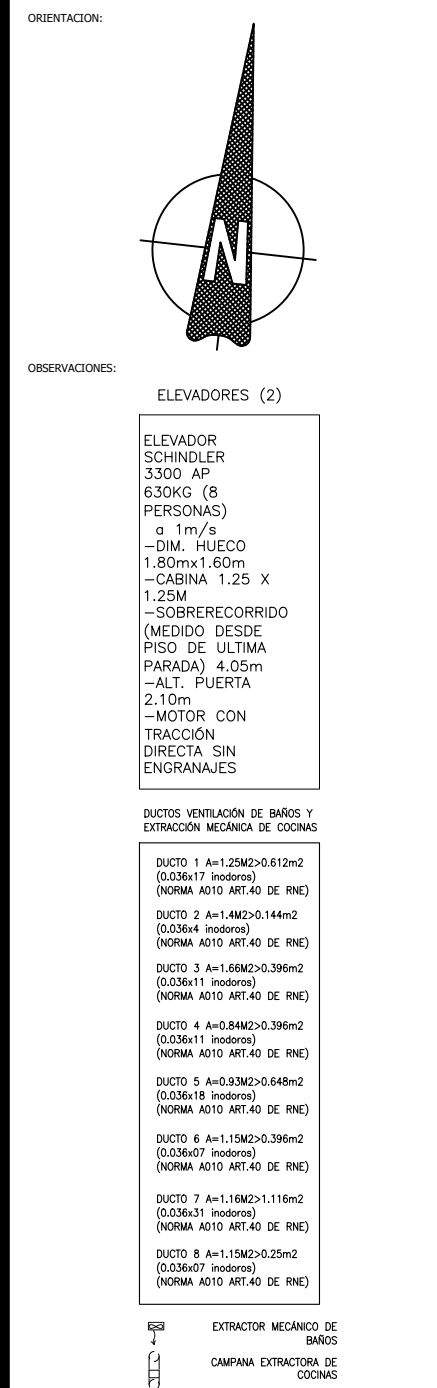 ORIENTACION:
N
OBSERVACIONES:
ELEVADORES (2)
ELEVADOR
SCHINDLER
3300 AP
630KG (8
PERSONAS)
a 1m/s
-DIM. HUECO
1.80mx1.60m
-CABINA 1.25 X
1.25M
-SOBRERECORRIDO
(MEDIDO DESDE
PISO DE ULTIMA
PARADA) 4.05m
-ALT. PUERTA
2.10m
-MOTOR CON
TRACCIÓN
DIRECTA SIN
ENGRANAJES
DUCTOS VENTILACIÓN DE BAÑOS Y
EXTRACCIÓN MECÁNICA DE COCINAS
DUCTO 1 A=1.25M2>0.612m2
(0.036x17 inodoros)
(NORMA A010 ART.40 DE RNE)
DUCTO 2 A=1.4M2>0.144m2
(0.036x4 inodoros)
(NORMA A010 ART.40 DE RNE)
DUCTO 3 A=1.66M2>0.396m2
(0.036x11 inodoros)
(NORMA A010 ART.40 DE RNE)
DUCTO 4 A=0.84M2>0.396m2
(0.036x11 inodoros)
(NORMA A010 ART.40 DE RNE)
DUCTO 5 A=0.93M2>0.648m2
(0.036x18 inodoros)
(NORMA A010 ART.40 DE RNE)
DUCTO 6 A=1.15M2>0.396m2
(0.036x07 inodoros)
(NORMA A010 ART.40 DE RNE)
DUCTO 7 A=1.16M2>1.116m2
(0.036x31 inodoros)
(NORMA A010 ART.40 DE RNE)
DUCTO 8 A=1.15M2>0.25m2
(0.036x07 inodoros)
(NORMA A010 ART.40 DE RNE)
EXTRACTOR MECÁNICO DE
BAÑOS
CAMPANA EXTRACTORA DE
COCINAS